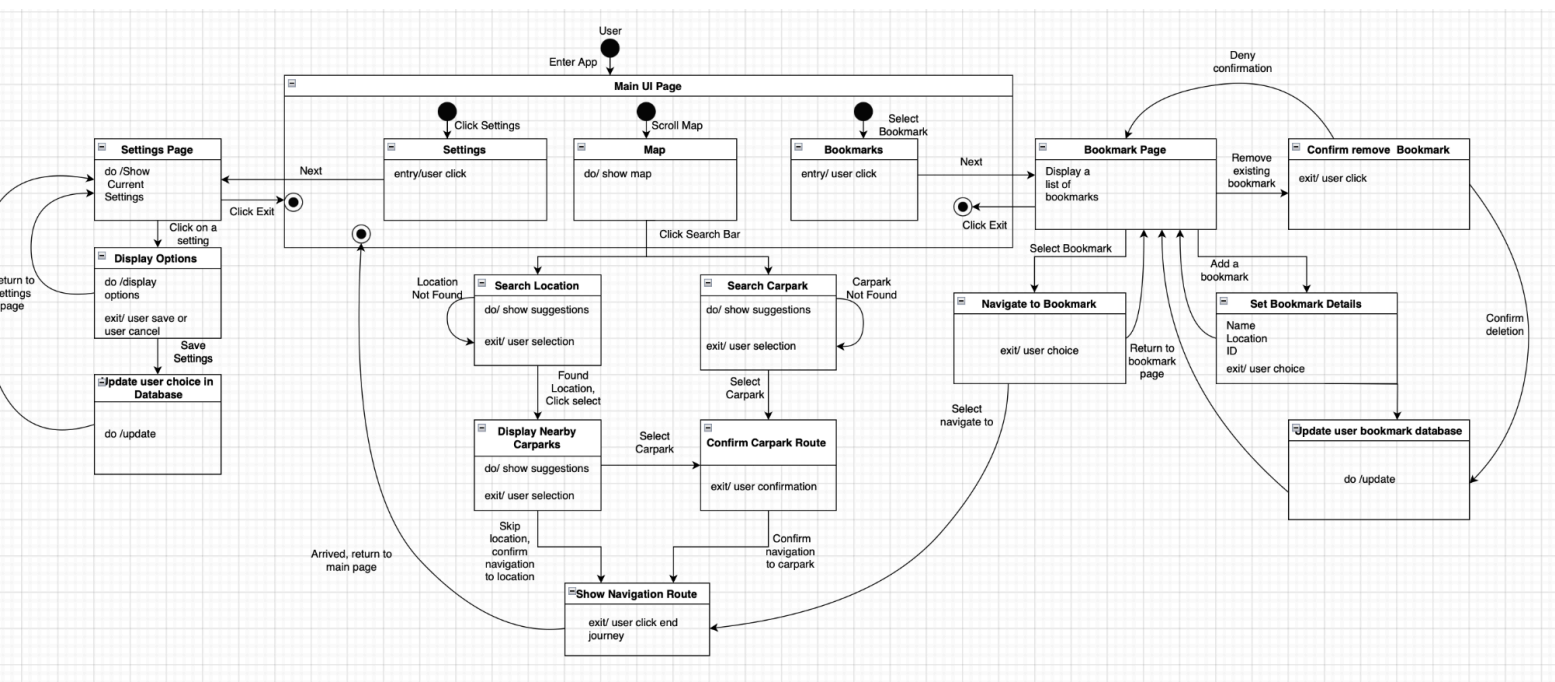 User
Enter App
Main UI Page
Click Settings
Scroll Map
Select
Bookmark
Settings
entry/user click
Map
do/ show map
Bookmarks
entry/ user click
Next
Click Exit
Settings Page
do /Show
Current
Settings
Click on a
setting
Display Options
do /display
options
exit/ user save or
user cancel
Save
Settings
Update user choice in
Database
do /update
page
Click Search Bar
Location
Not Found
Search Location
do/ show suggestions
exit/ user selection
Search Carpark
do/ show suggestions
exit/ user selection
Carpark
Not Found
Found
Location,
Click select
Select
Carpark
Display Nearby
Carparks
do/ show suggestions
exit/ user selection
Select
Carpark
Confirm Carpark Route
exit/ user confirmation
Skip
location,
confirm
navigation
to location
Confirm
navigation
to carpark
Arrived, return to
main page
Show Navigation Route
exit/ user click end
journey
Next
Click Exit
Bookmark Page
Display a
list of
bookmarks
Deny
confirmation
Remove
existing
bookmark
Confirm remove Bookmark
exit/ user click
Select Bookmark
Add a
bookmark
Navigate to Bookmark
exit/ user choice
Return to
bookmark
page
Set Bookmark Details
Name
Location
ID
exit/ user choice
Confirm
deletion
Select
navigate to
Update user bookmark database
do /update